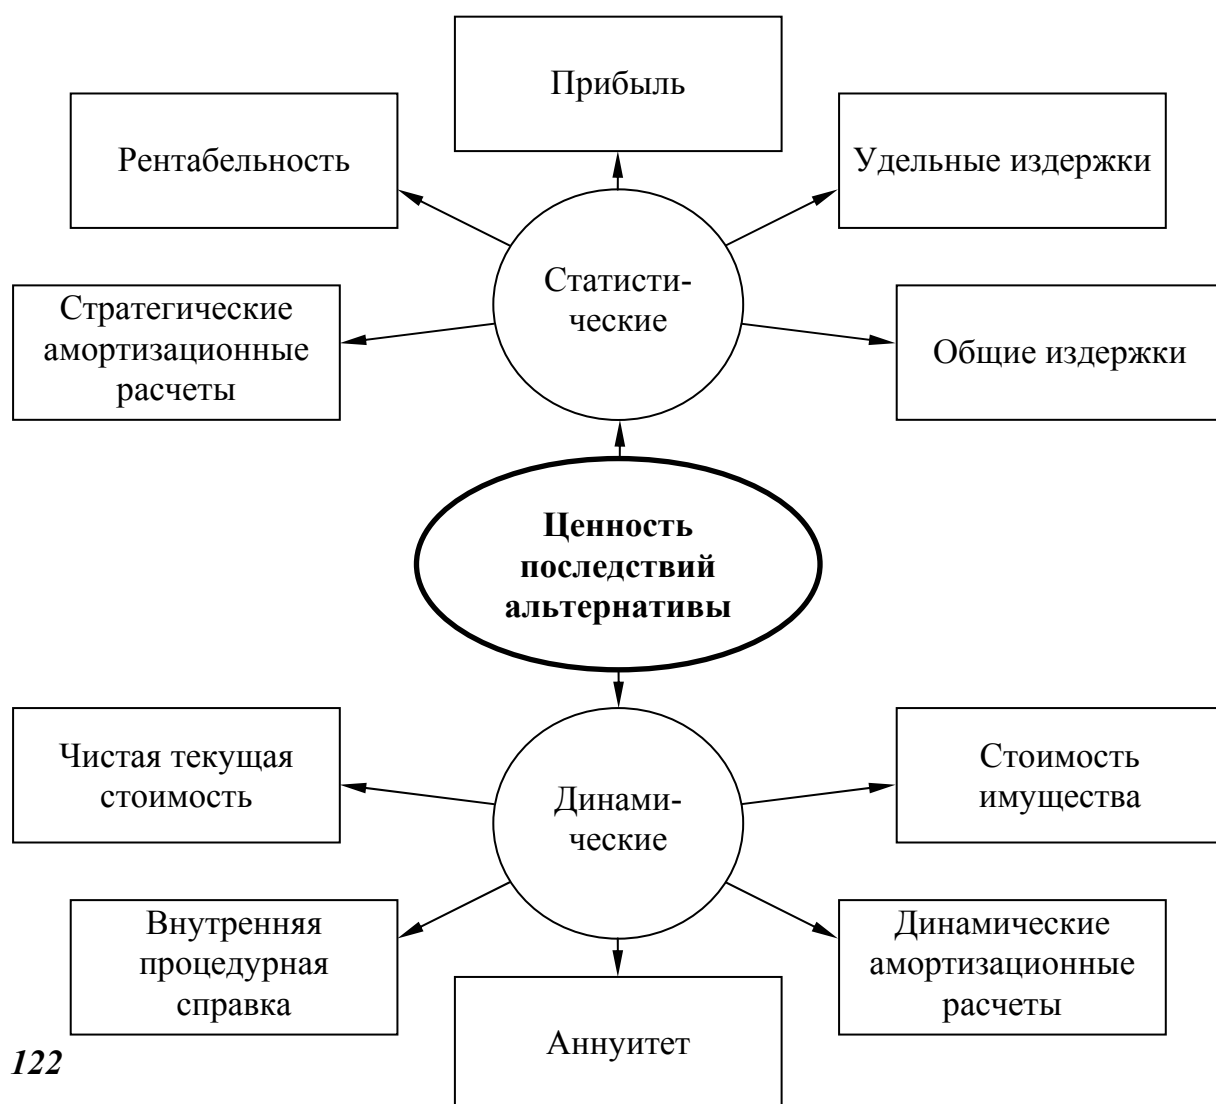 Прибыль
Рентабельность
Удельные издержки
Статисти-
ческие
Стратегические
амортизационные
расчеты
Общие издержки
Ценность
последствий
альтернативы
Чистая текущая
стоимость
Стоимость
имущества
Динами-
ческие
Внутренняя
процедурная
справка
Динамические
амортизационные
расчеты
Аннуитет
122